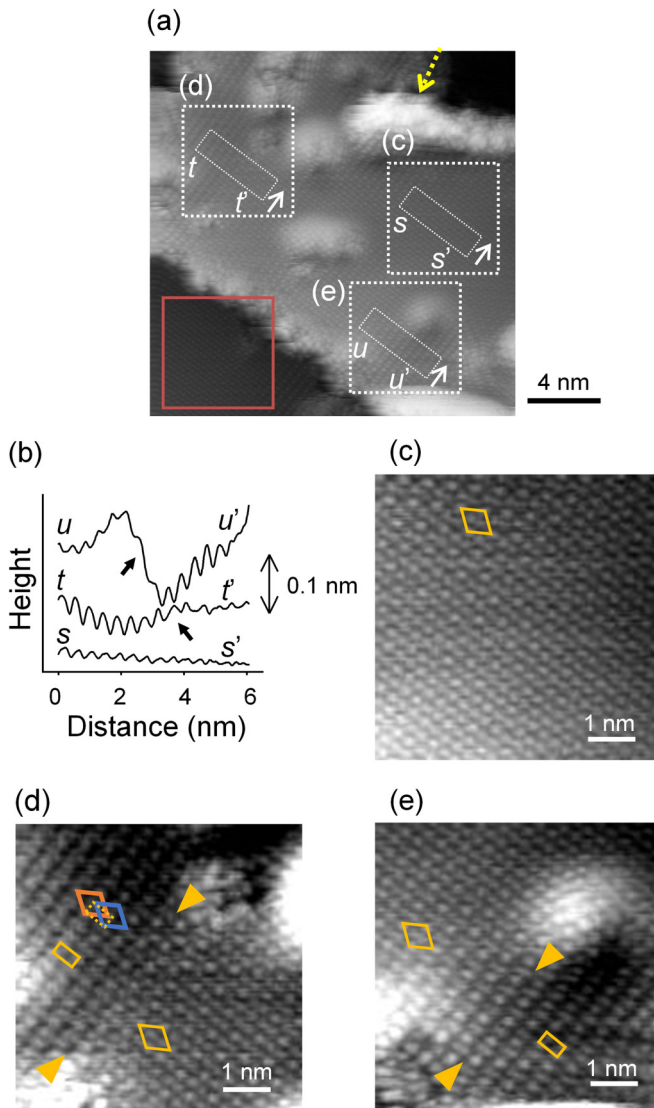 (a)
(d)
(c)
t
t'
s
s'
(e)
u
u'
4 nm
(b)
(c)
u
u'
t
t'
0.1 nm
s
s'
Height
0 2 4 6
Distance (nm)
1 nm
(d)
(e)
1 nm
1 nm